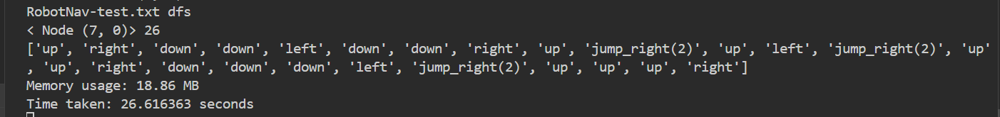 RobotNav-test.txt dfs
< Node (7, 0)> 26
['up', 'right', 'down', 'down', 'left', 'down', 'down', 'right', 'up', 'jump_right(2)', 'up', 'left', 'jump_right(2)', 'up'
, 'up', 'right', 'down', 'down', 'down', 'left', 'jump_right(2)', 'up', 'up', 'up', 'right']
Memory usage: 18.86 MB
Time taken: 26.616363 seconds